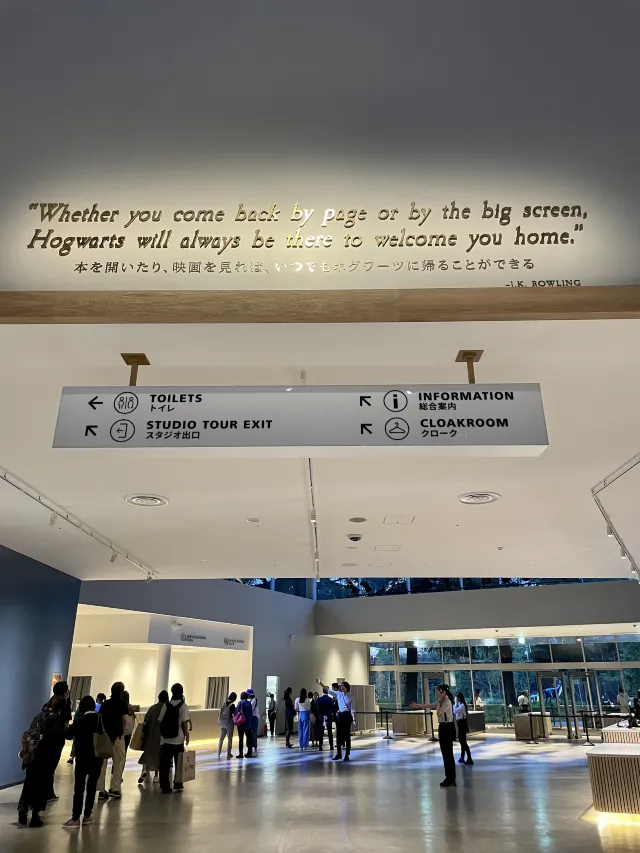 “Whether you come back by page or by the big screen,
Hogwarts will always be there to welcome you home.”
本を開いたり、映画を見れば、いつでもホグワーツに帰ることができる
–J.K. ROWLING
TOILETS
トイレ
STUDIO TOUR EXIT
スタジオ出口
INFORMATION
総合案内
CLOAKROOM
クローク